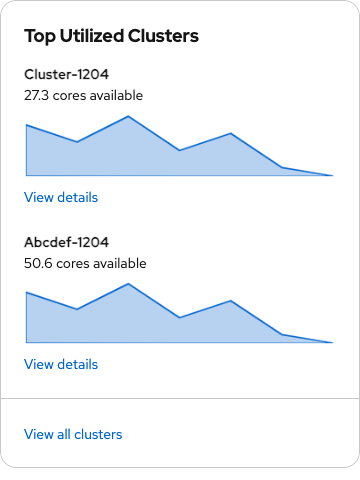 Top Utilized Clusters
Cluster-1204
27.3 cores available
View details
Abcdef-1204
50.6 cores available
View details
View all clusters